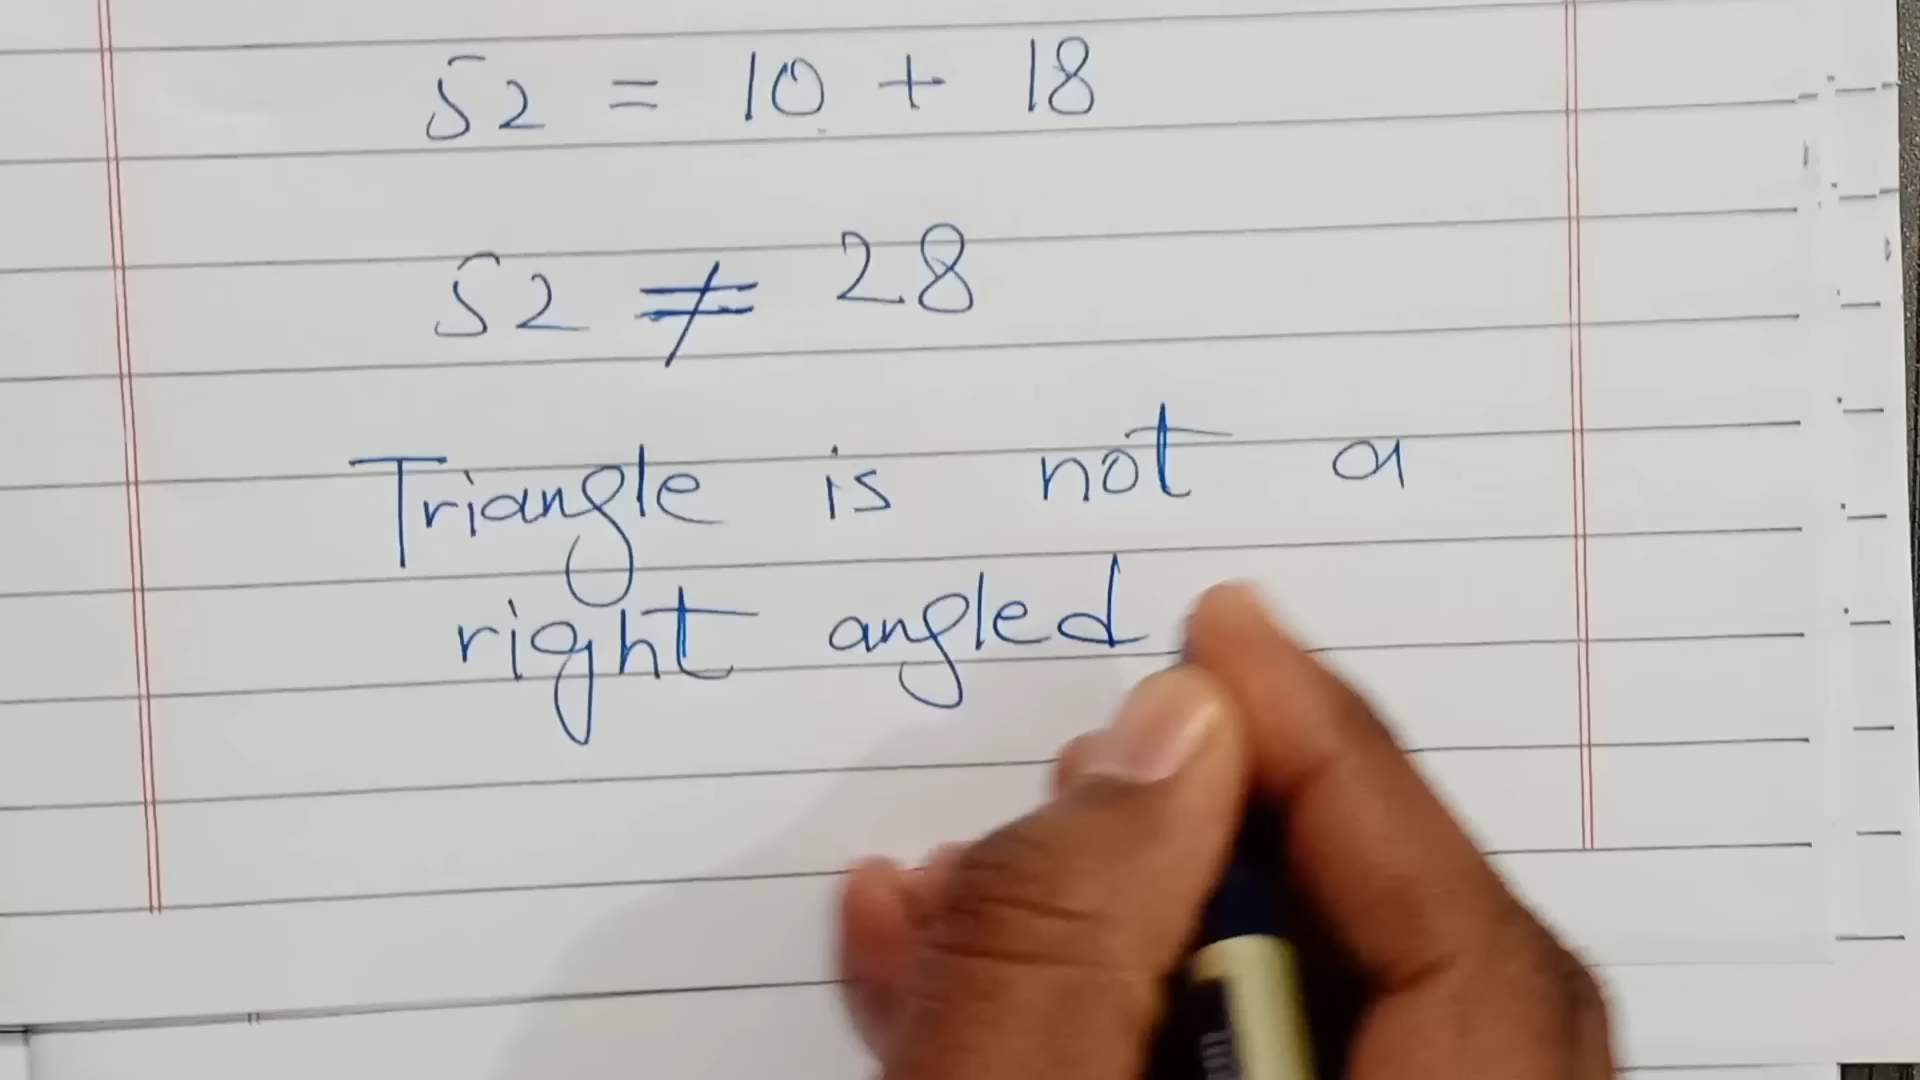 52 = 10 + 18
52 ≠ 28
Triangle is not a
right angled